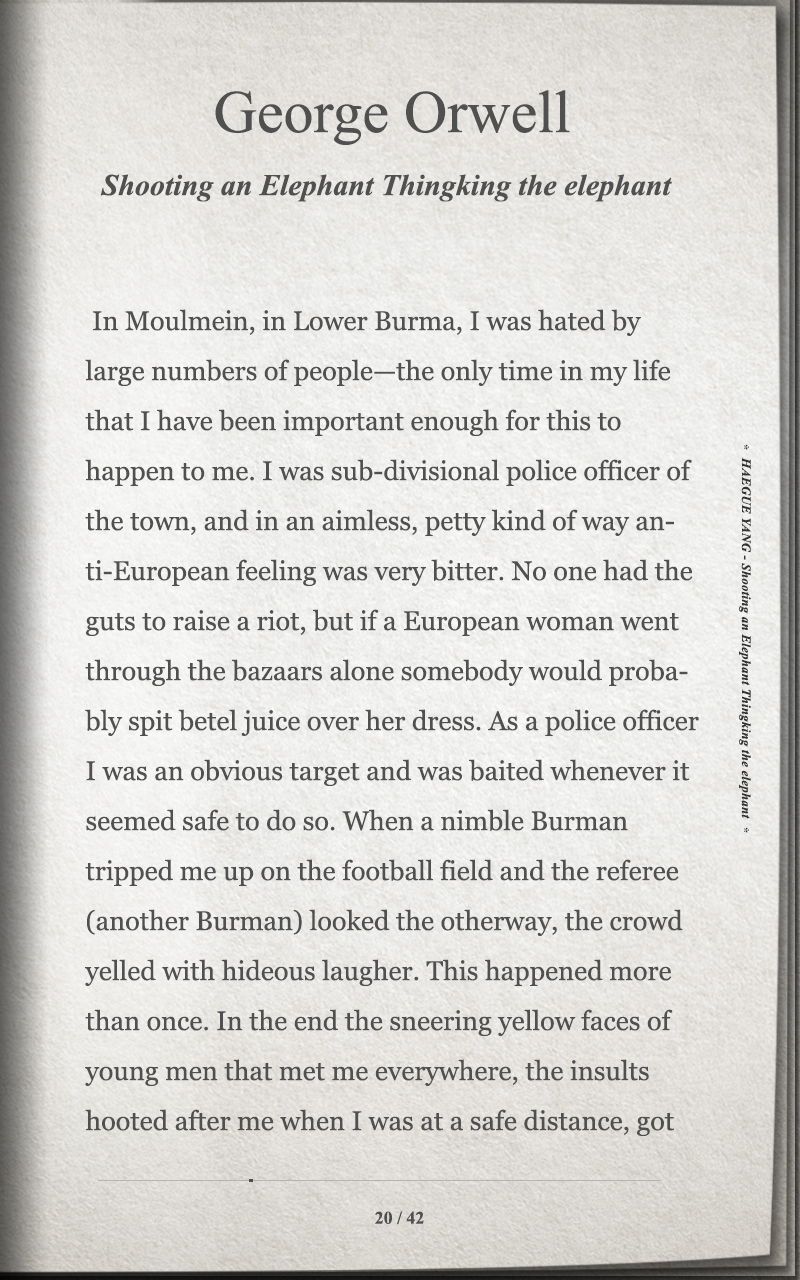 George Orwell
Shooting an Elephant Thingking the elephant
In Moulmein, in Lower Burma, I was hated by
large numbers of people—the only time in my life
that I have been important enough for this to
happen to me. I was sub-divisional police officer of
the town, and in an aimless, petty kind of way an-
ti-European feeling was very bitter. No one had the
guts to raise a riot, but if a European woman went
through the bazaars alone somebody would proba-
bly spit betel juice over her dress. As a police officer
I was an obvious target and was baited whenever it
seemed safe to do so. When a nimble Burman
tripped me up on the football field and the referee
(another Burman) looked the otherway, the crowd
yelled with hideous laugher. This happened more
than once. In the end the sneering yellow faces of
young men that met me everywhere, the insults
hooted after me when I was at a safe distance, got
* HAEGUE YANG - Shooting an Elephant Thingking the elephant *
20 / 42